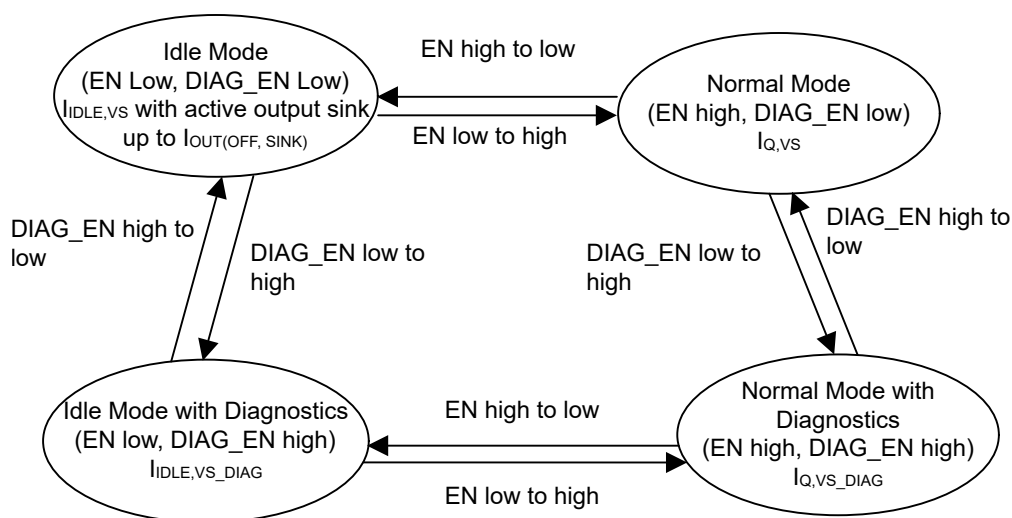 Idle Mode
(EN Low, DIAG_EN Low)
IIDLE,VS with active output sink
up to IOUT(OFF, SINK)
EN high to low
EN low to high
Normal Mode
(EN high, DIAG_EN low)
IQ,VS
DIAG_EN high to
low
DIAG_EN low to
high
DIAG_EN low to
high
DIAG_EN high to
low
Idle Mode with Diagnostics
(EN low, DIAG_EN high)
IIDLE,VS_DIAG
EN high to low
EN low to high
Normal Mode with
Diagnostics
(EN high, DIAG_EN high)
IQ,VS_DIAG